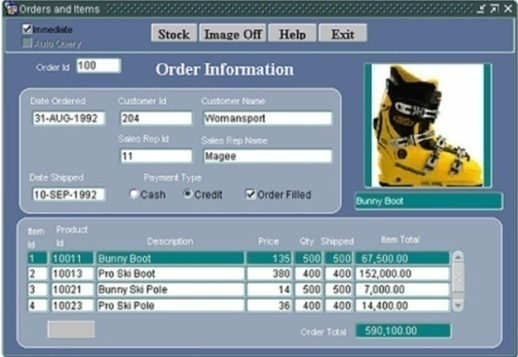 Orders and Items
Immediate
Auto Query
Stock Image Off Help Exit
Order Id 100
Order Information
Date Ordered Customer Id Customer Name
31-AUG-1992 204 Womansport
Sales Rep Id Sales Rep Name
11 Magee
Date Shipped Payment Type
10-SEP-1992 Cash Credit Order Filled
Bunny Boot
Item Id Product Id Description Price Qty Shipped Item Total
1 10011 Bunny Boot 135 500 500 67,500.00
2 10013 Pro Ski Boot 380 400 400 152,000.00
3 10021 Bunny Ski Pole 14 500 500 7,000.00
4 10023 Pro Ski Pole 36 400 400 14,400.00
Order Total 590,100.00